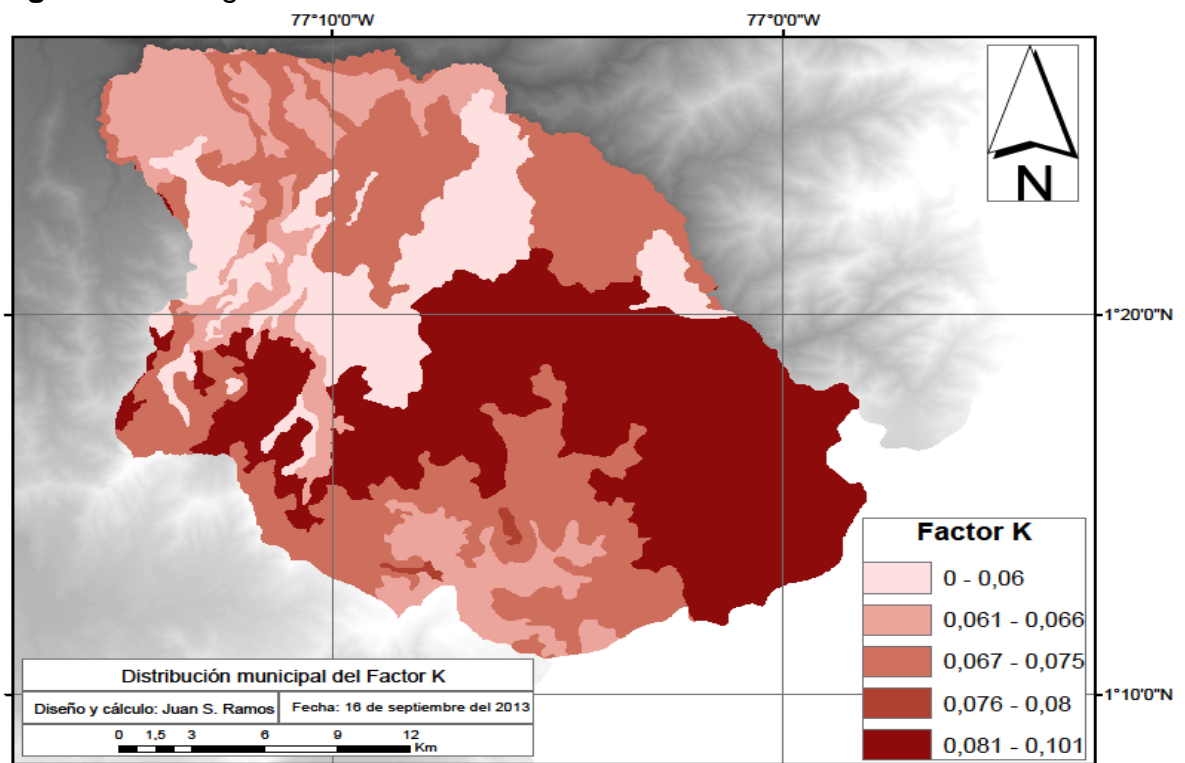 77°10'0"W
77°0'0"W
N
1°20'0"N
Factor K
0 - 0,06
0,061 - 0,066
0,067 - 0,075
0,076 - 0,08
0,081 - 0,101
1°10'0"N
Distribución municipal del Factor K
Diseño y cálculo: Juan S. Ramos
Fecha: 16 de septiembre del 2013
0 1,5 3 6 9 12
Km